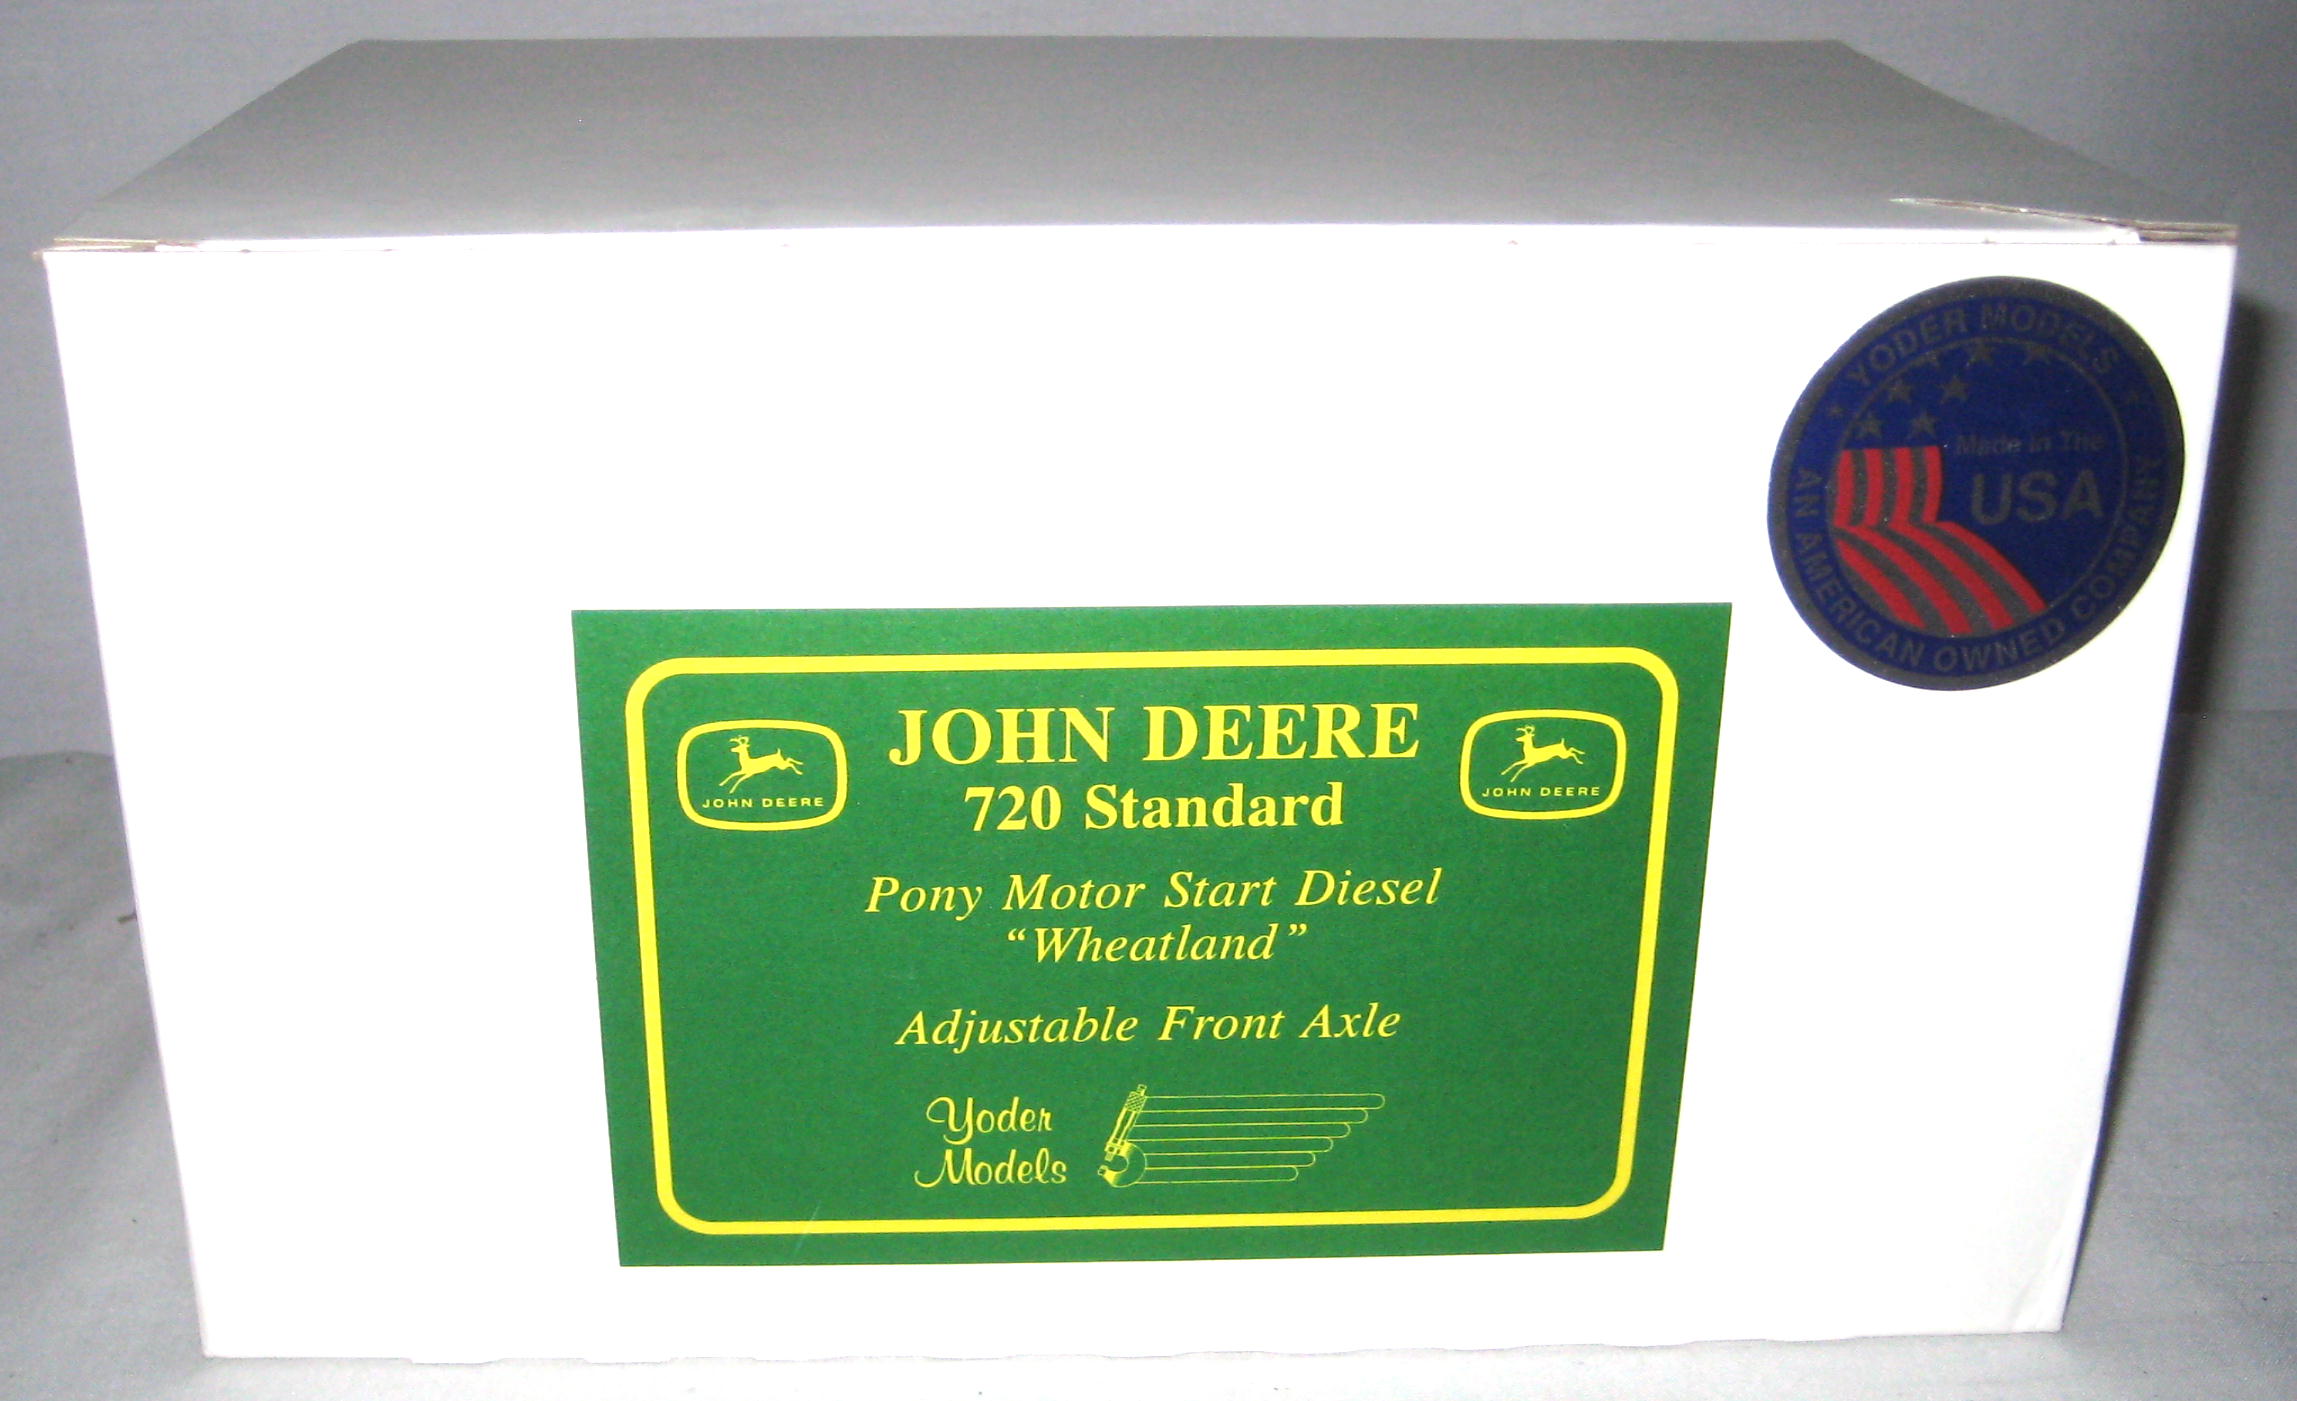 YODER MODELS
Made in The
USA
AN AMERICAN OWNED COMPANY
JOHN DEERE
720 Standard
JOHN DEERE
JOHN DEERE
Pony Motor Start Diesel
“Wheatland”
Adjustable Front Axle
Yoder
Models